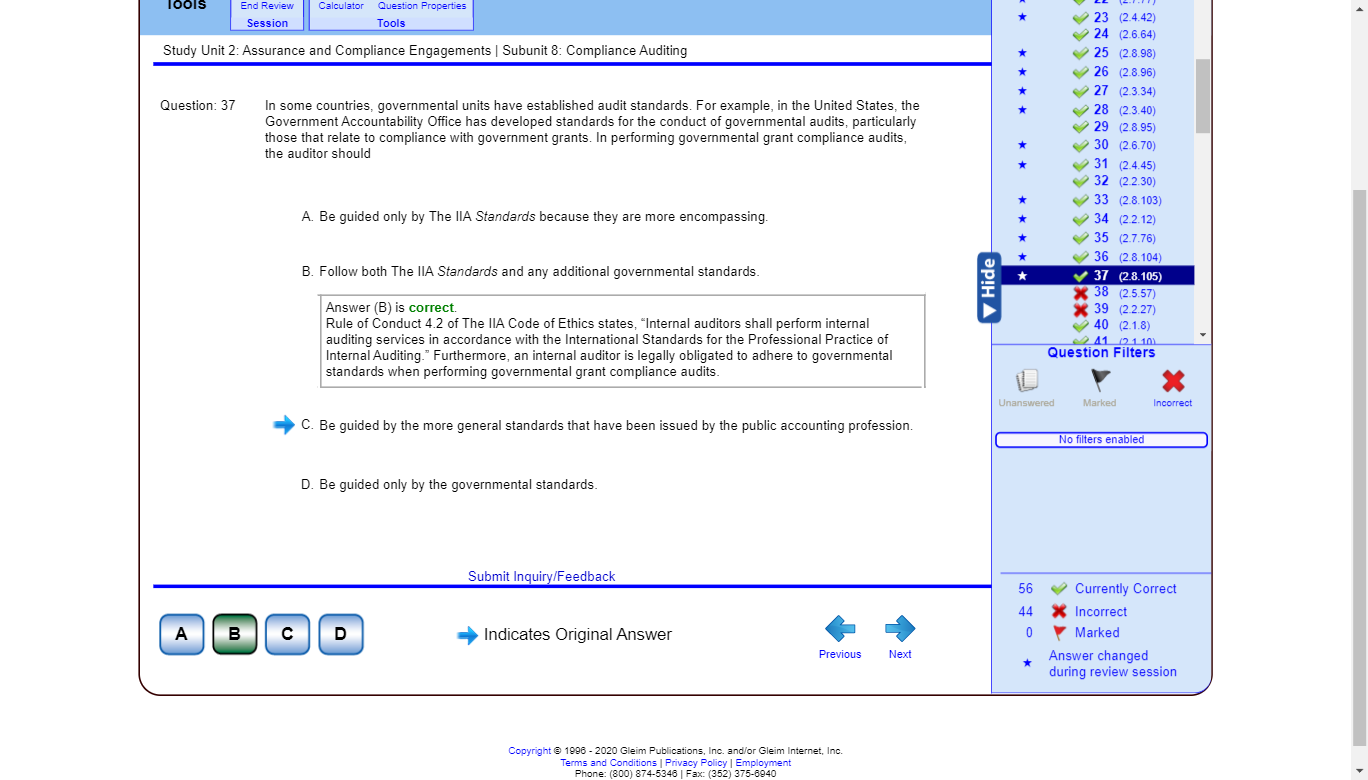 Tools
End Review
Session
Calculator Question Properties
Tools
Study Unit 2: Assurance and Compliance Engagements | Subunit 8: Compliance Auditing
Question: 37
In some countries, governmental units have established audit standards. For example, in the United States, the
Government Accountability Office has developed standards for the conduct of governmental audits, particularly
those that relate to compliance with government grants. In performing governmental grant compliance audits,
the auditor should
A. Be guided only by The IIA Standards because they are more encompassing.
B. Follow both The IIA Standards and any additional governmental standards.
Answer (B) is correct.
Rule of Conduct 4.2 of The IIA Code of Ethics states, “Internal auditors shall perform internal
auditing services in accordance with the International Standards for the Professional Practice of
Internal Auditing.” Furthermore, an internal auditor is legally obligated to adhere to governmental
standards when performing governmental grant compliance audits.
C. Be guided by the more general standards that have been issued by the public accounting profession.
D. Be guided only by the governmental standards.
Submit Inquiry/Feedback
A B C D
Indicates Original Answer
Previous
Next
Hide
22 (2.7.77)
23 (2.4.42)
24 (2.6.64)
25 (2.8.98)
26 (2.8.96)
27 (2.3.34)
28 (2.3.40)
29 (2.8.95)
30 (2.6.70)
31 (2.4.45)
32 (2.2.30)
33 (2.8.103)
34 (2.2.12)
35 (2.7.76)
36 (2.8.104)
37 (2.8.105)
38 (2.5.57)
39 (2.2.27)
40 (2.1.8)
41 (2.1.10)
Question Filters
Unanswered
Marked
Incorrect
No filters enabled
56 Currently Correct
44 Incorrect
0 Marked
Answer changed
during review session
Copyright © 1996 - 2020 Gleim Publications, Inc. and/or Gleim Internet, Inc.
Terms and Conditions | Privacy Policy | Employment
Phone: (800) 874-5346 | Fax: (352) 375-6940